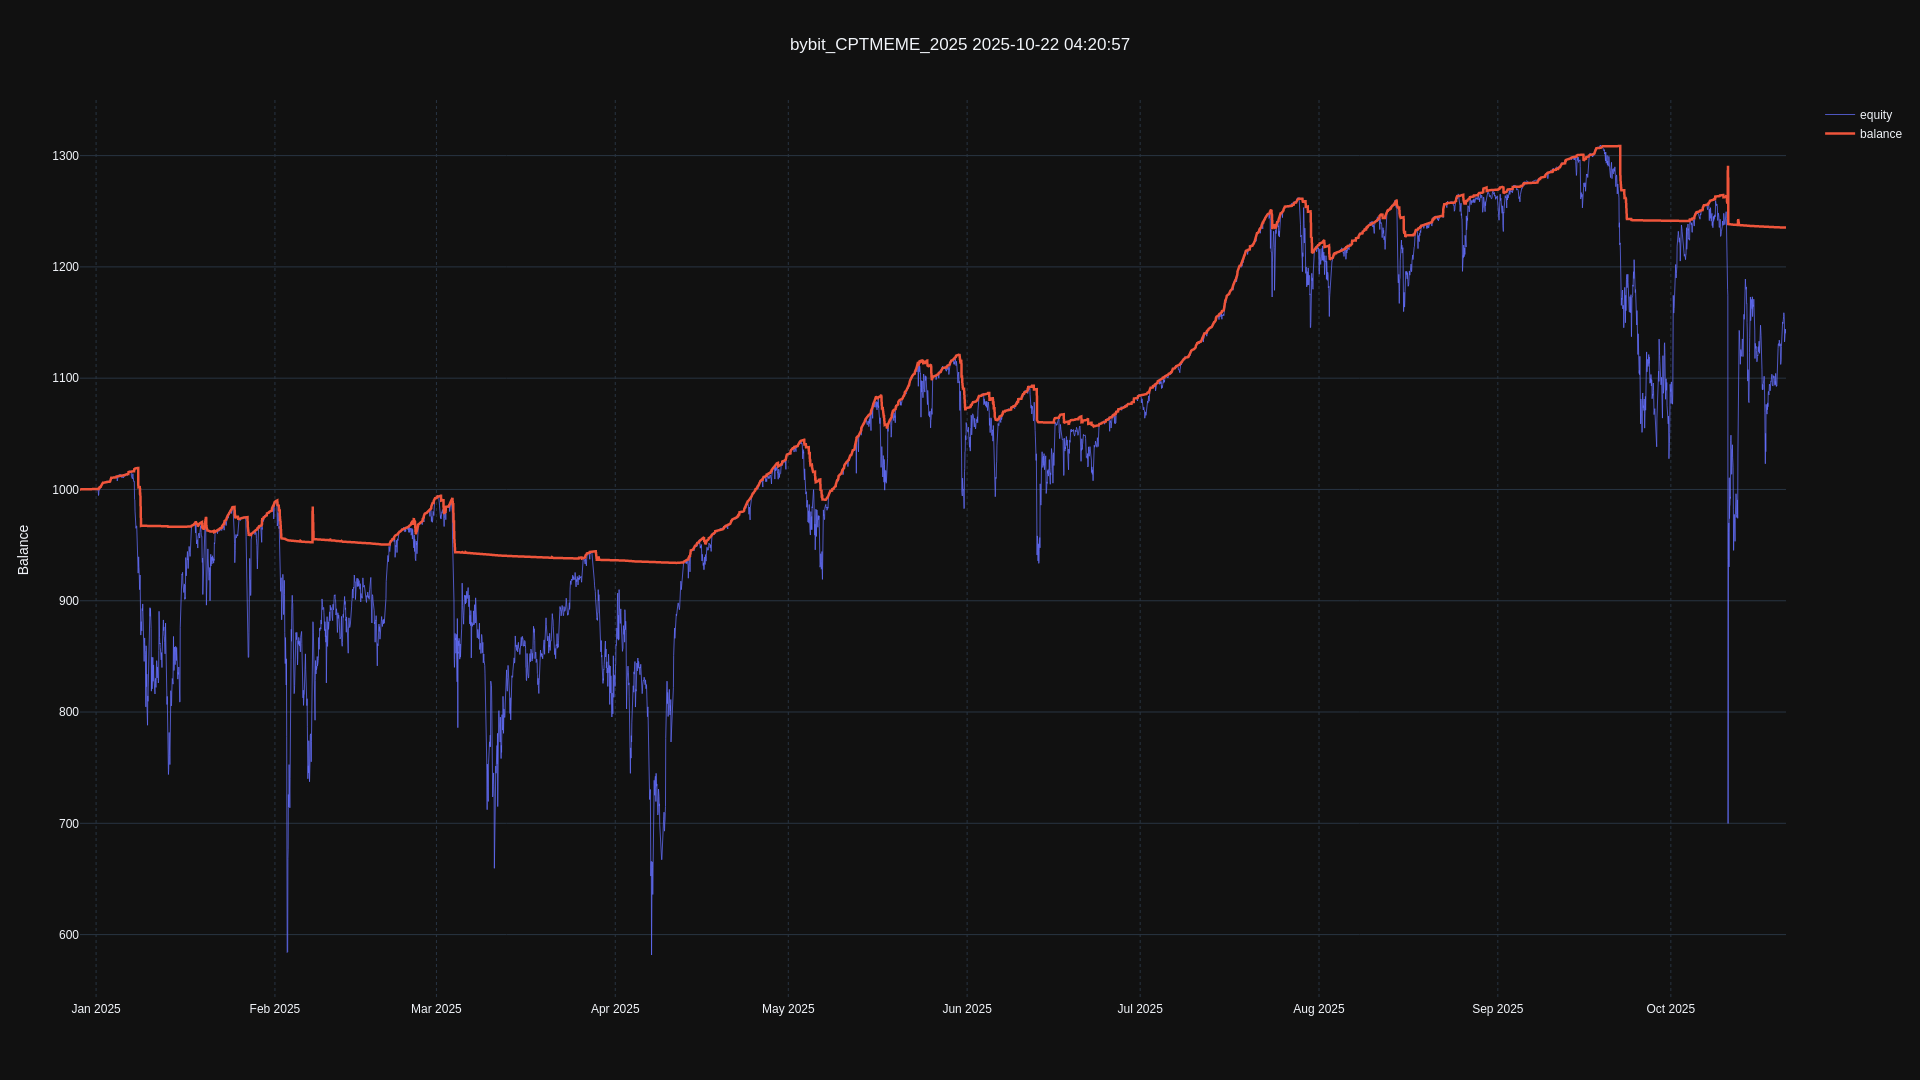 bybit_CPTMEME_2025 2025-10-22 04:20:57
equity
balance
Balance
1300
1200
1100
1000
900
800
700
600
Jan 2025
Feb 2025
Mar 2025
Apr 2025
May 2025
Jun 2025
Jul 2025
Aug 2025
Sep 2025
Oct 2025